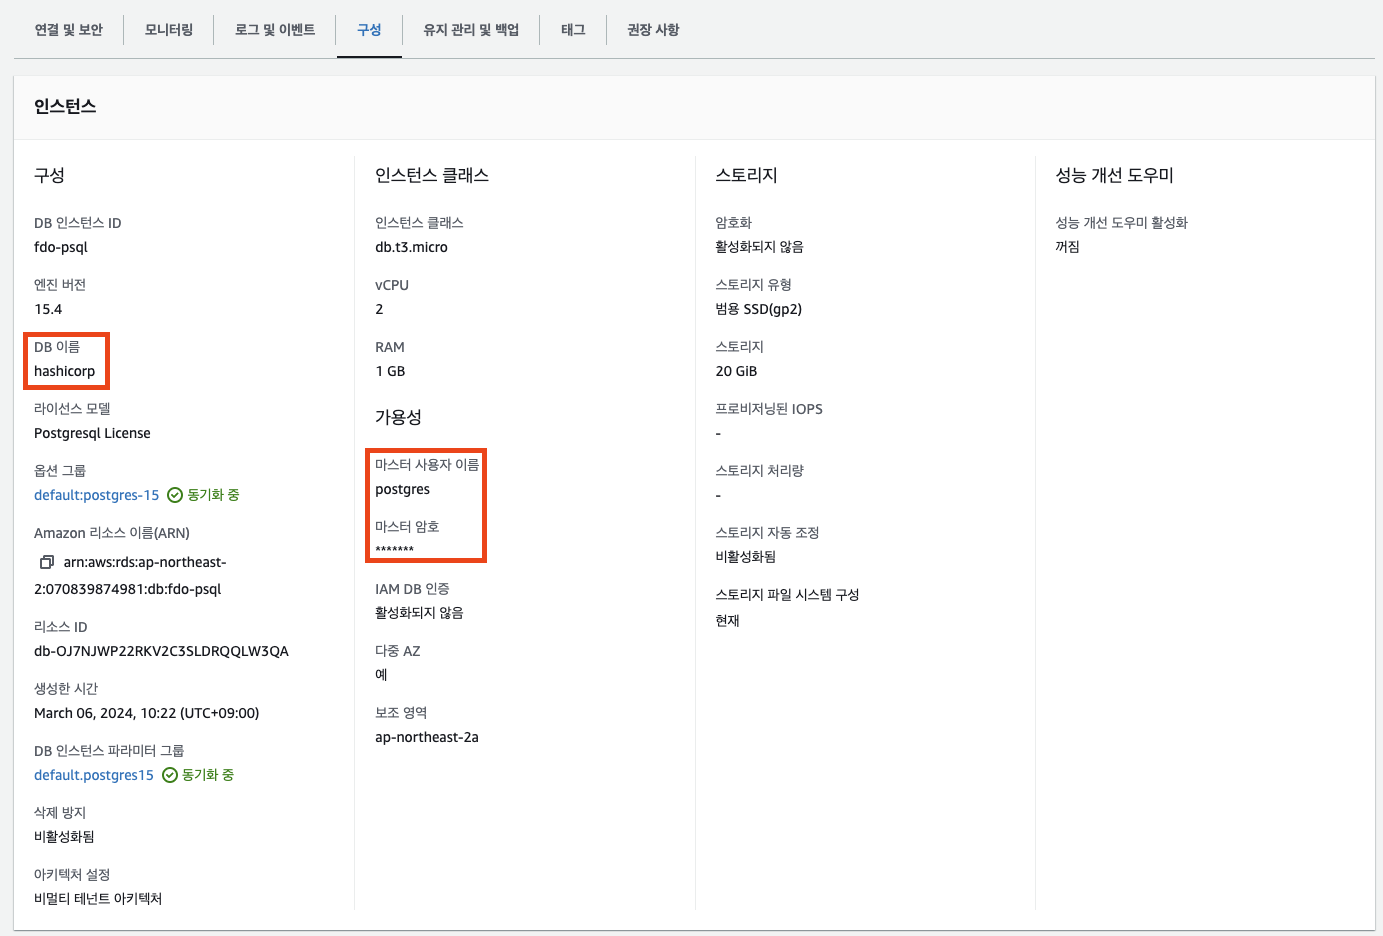 연결 및 보안
모니터링
로그 및 이벤트
구성
유지 관리 및 백업
태그
권장 사항
인스턴스
구성
DB 인스턴스 ID
fdo-psql
엔진 버전
15.4
DB 이름
hashicorp
라이선스 모델
Postgresql License
옵션 그룹
default:postgres-15 동기화 중
Amazon 리소스 이름(ARN)
arn:aws:rds:ap-northeast-
2:070839874981:db:fdo-psql
리소스 ID
db-OJ7NJWP22RKV2C3SLDRQQLW3QA
생성한 시간
March 06, 2024, 10:22 (UTC+09:00)
DB 인스턴스 파라미터 그룹
default.postgres15 동기화 중
삭제 방지
비활성화됨
아키텍처 설정
비멀티 테넌트 아키텍처
인스턴스 클래스
인스턴스 클래스
db.t3.micro
vCPU
2
RAM
1 GB
가용성
마스터 사용자 이름
postgres
마스터 암호
*******
IAM DB 인증
활성화되지 않음
다중 AZ
예
보조 영역
ap-northeast-2a
스토리지
암호화
활성화되지 않음
스토리지 유형
범용 SSD(gp2)
스토리지
20 GiB
프로비저닝된 IOPS
-
스토리지 처리량
-
스토리지 자동 조정
비활성화됨
스토리지 파일 시스템 구성
현재
성능 개선 도우미
성능 개선 도우미 활성화
꺼짐